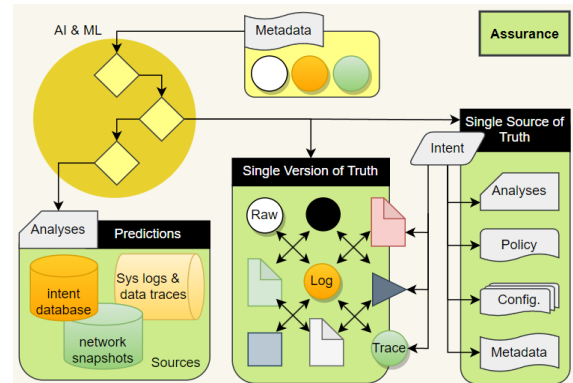 AI & ML
Metadata
Assurance
Single Source of
Truth
Intent
Single Version of Truth
Analyses
Predictions
Raw
Analyses
intent
database
Sys logs &
data traces
Log
Policy
Config.
network
snapshots
Sources
Trace
Metadata